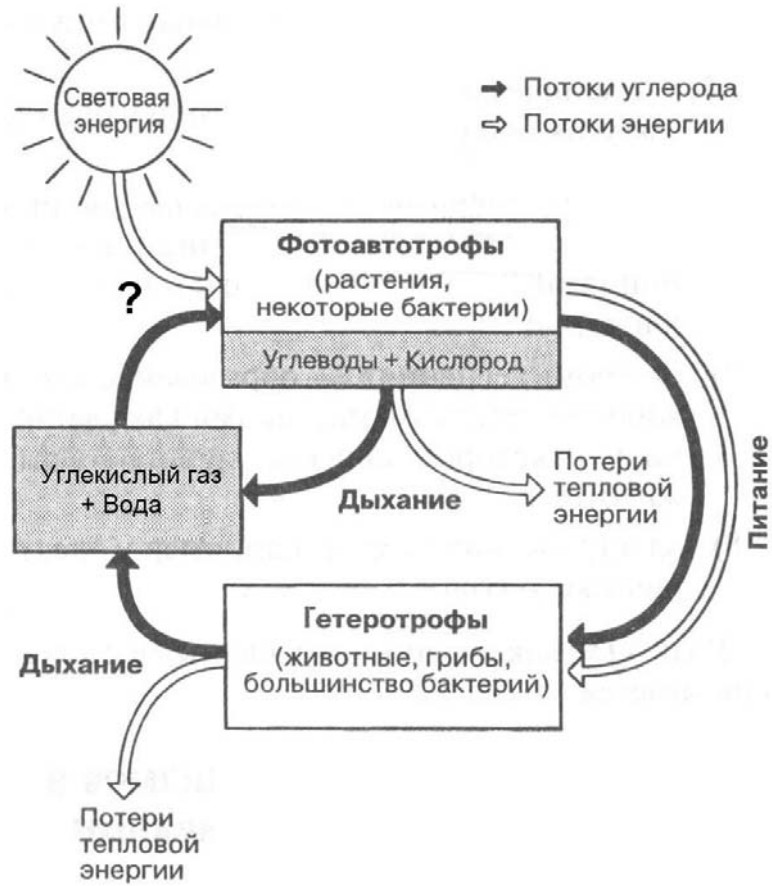 Световая
энергия
Потоки углерода
Потоки энергии
Фотоавтотрофы
(растения,
некоторые бактерии)
?
Углеводы + Кислород
Углекислый газ
+ Вода
Дыхание
Потери
тепловой
энергии
Питание
Гетеротрофы
(животные, грибы,
большинство бактерий)
Дыхание
Потери
тепловой
энергии